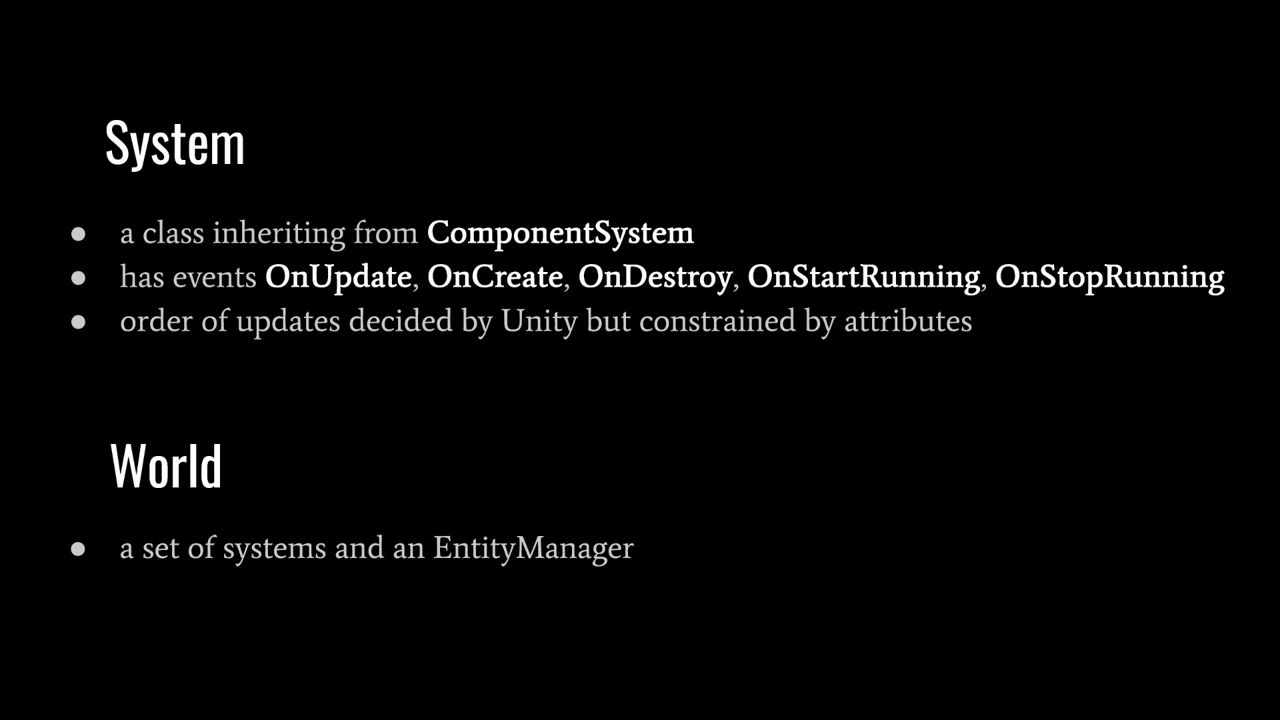 System
● a class inheriting from ComponentSystem
● has events OnUpdate, OnCreate, OnDestroy, OnStartRunning, OnStopRunning
● order of updates decided by Unity but constrained by attributes
World
● a set of systems and an EntityManager